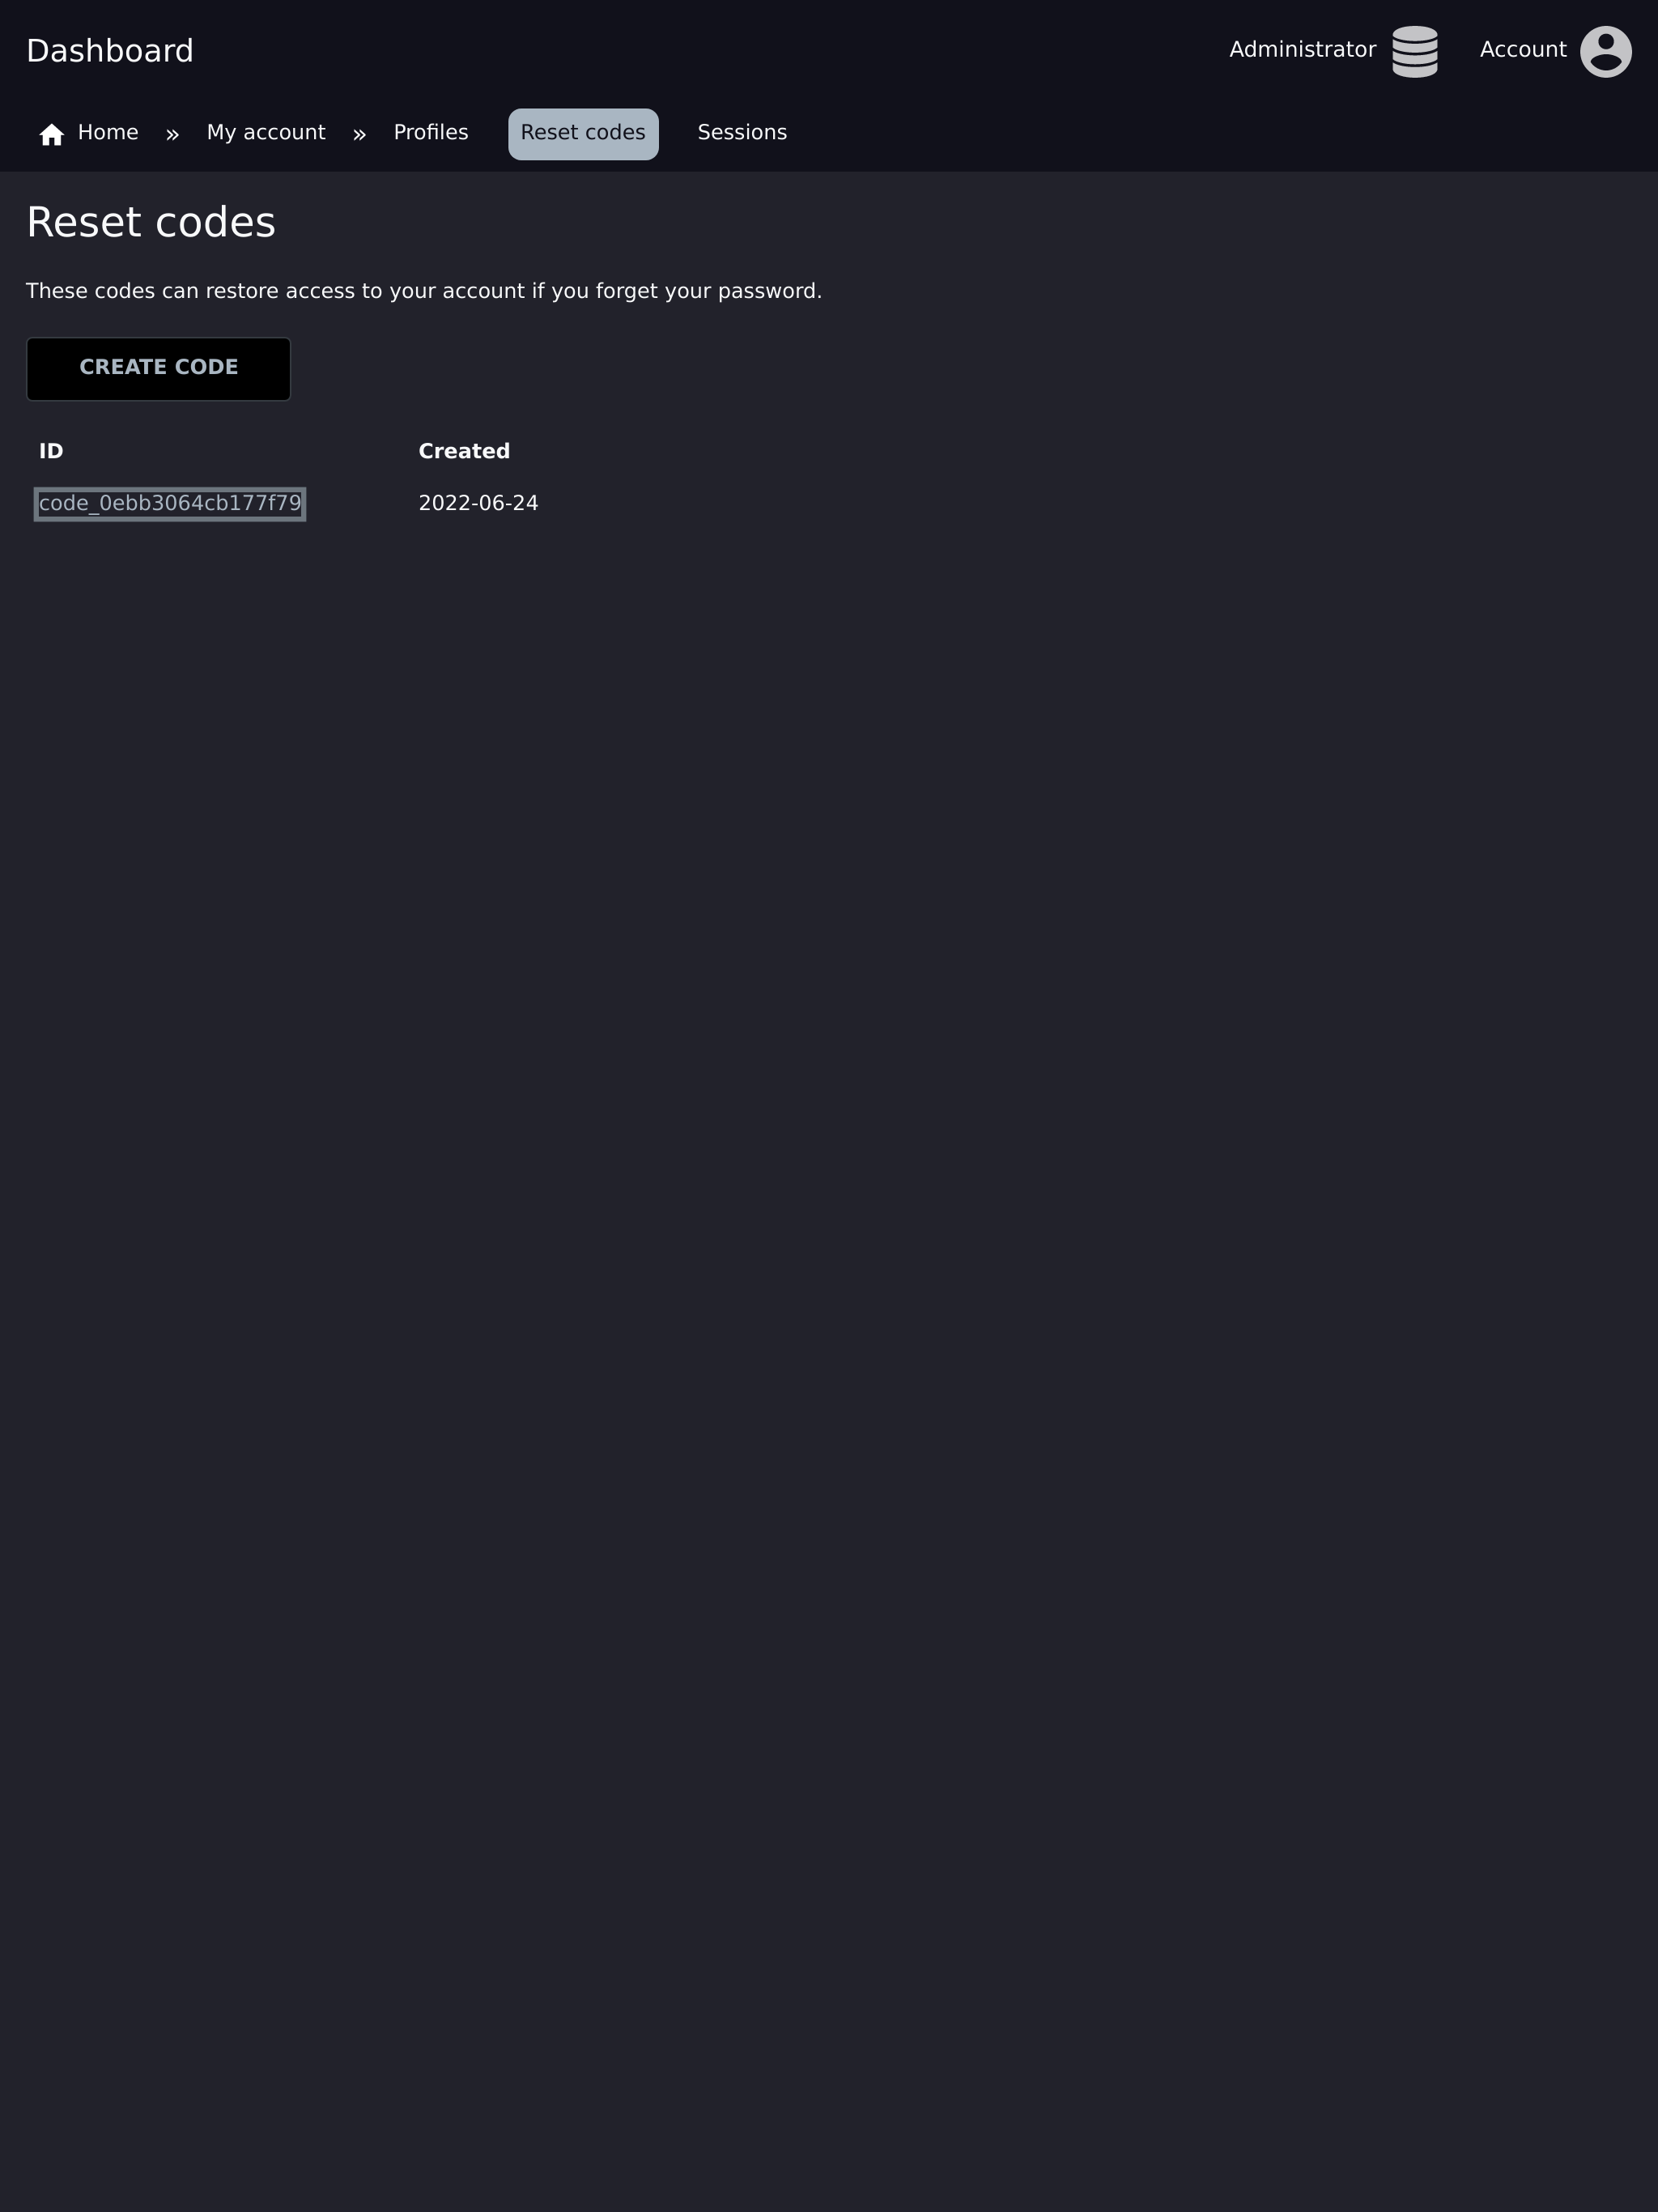 Dashboard
Administrator
Account
Home » My account » Profiles Reset codes Sessions
Reset codes
These codes can restore access to your account if you forget your password.
CREATE CODE
ID Created
code_0ebb3064cb177f79 2022-06-24